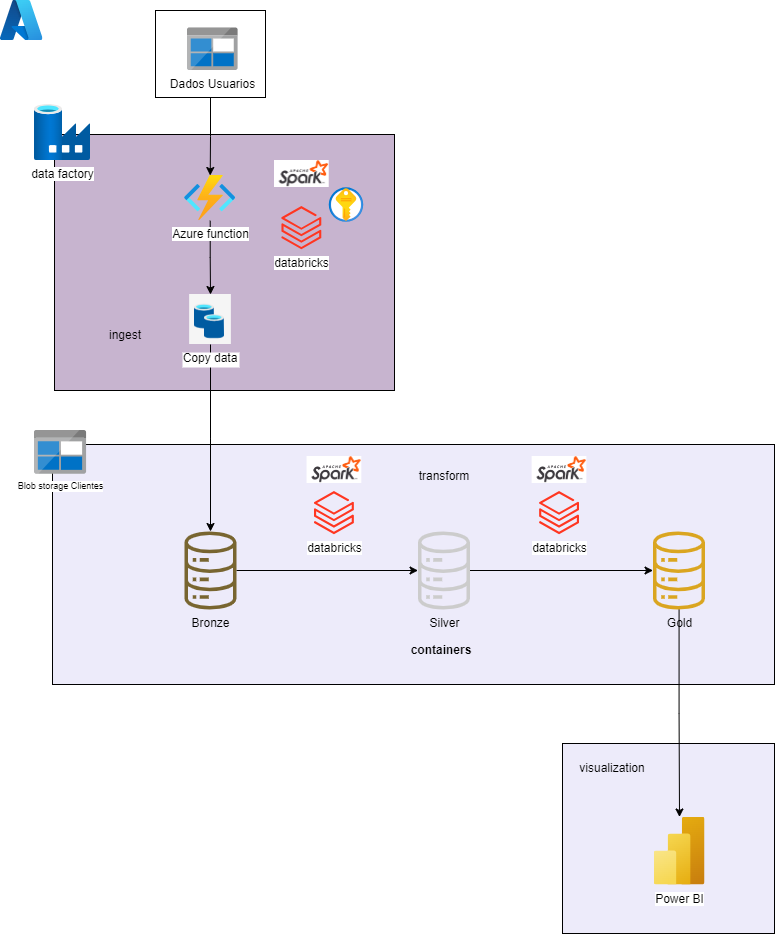 Dados Usuarios
data factory
APACHE
Spark
Azure function
databricks
ingest
Copy data
Blob storage Clientes
APACHE
Spark
transform
APACHE
Spark
databricks
databricks
Bronze
Silver
Gold
containers
visualization
Power BI